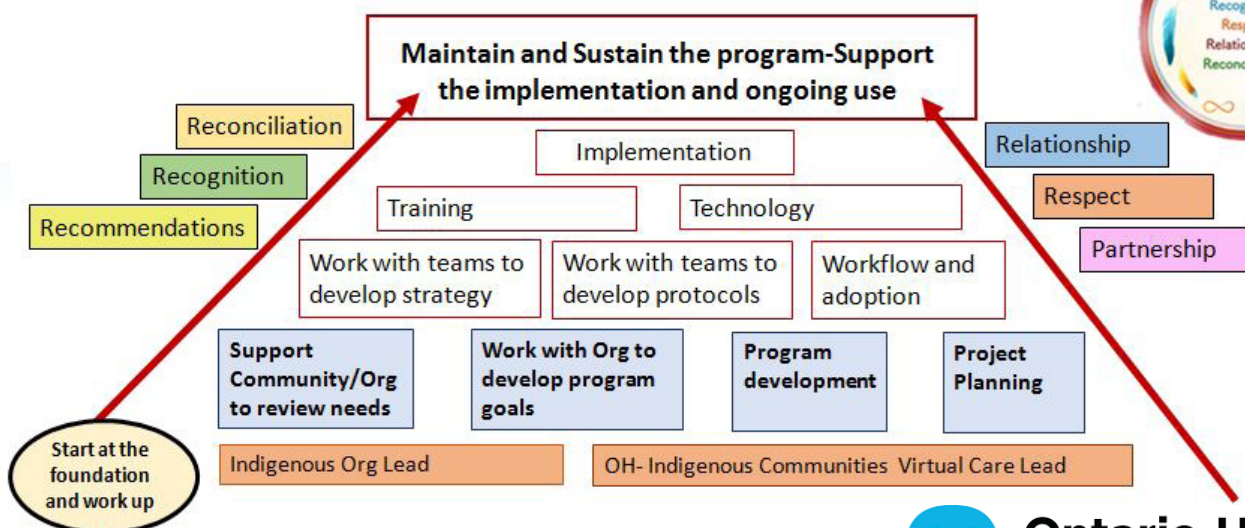 Maintain and Sustain the program-Support
the implementation and ongoing use
Reconciliation
Recognition
Recommendations
Relationship
Respect
Partnership
Implementation
Training
Technology
Work with teams to
develop strategy
Work with teams to
develop protocols
Workflow and
adoption
Support
Community/Org
to review needs
Work with Org to
develop program
goals
Program
development
Project
Planning
Start at the
foundation
and work up
Indigenous Org Lead
OH- Indigenous Communities Virtual Care Lead
Ontario